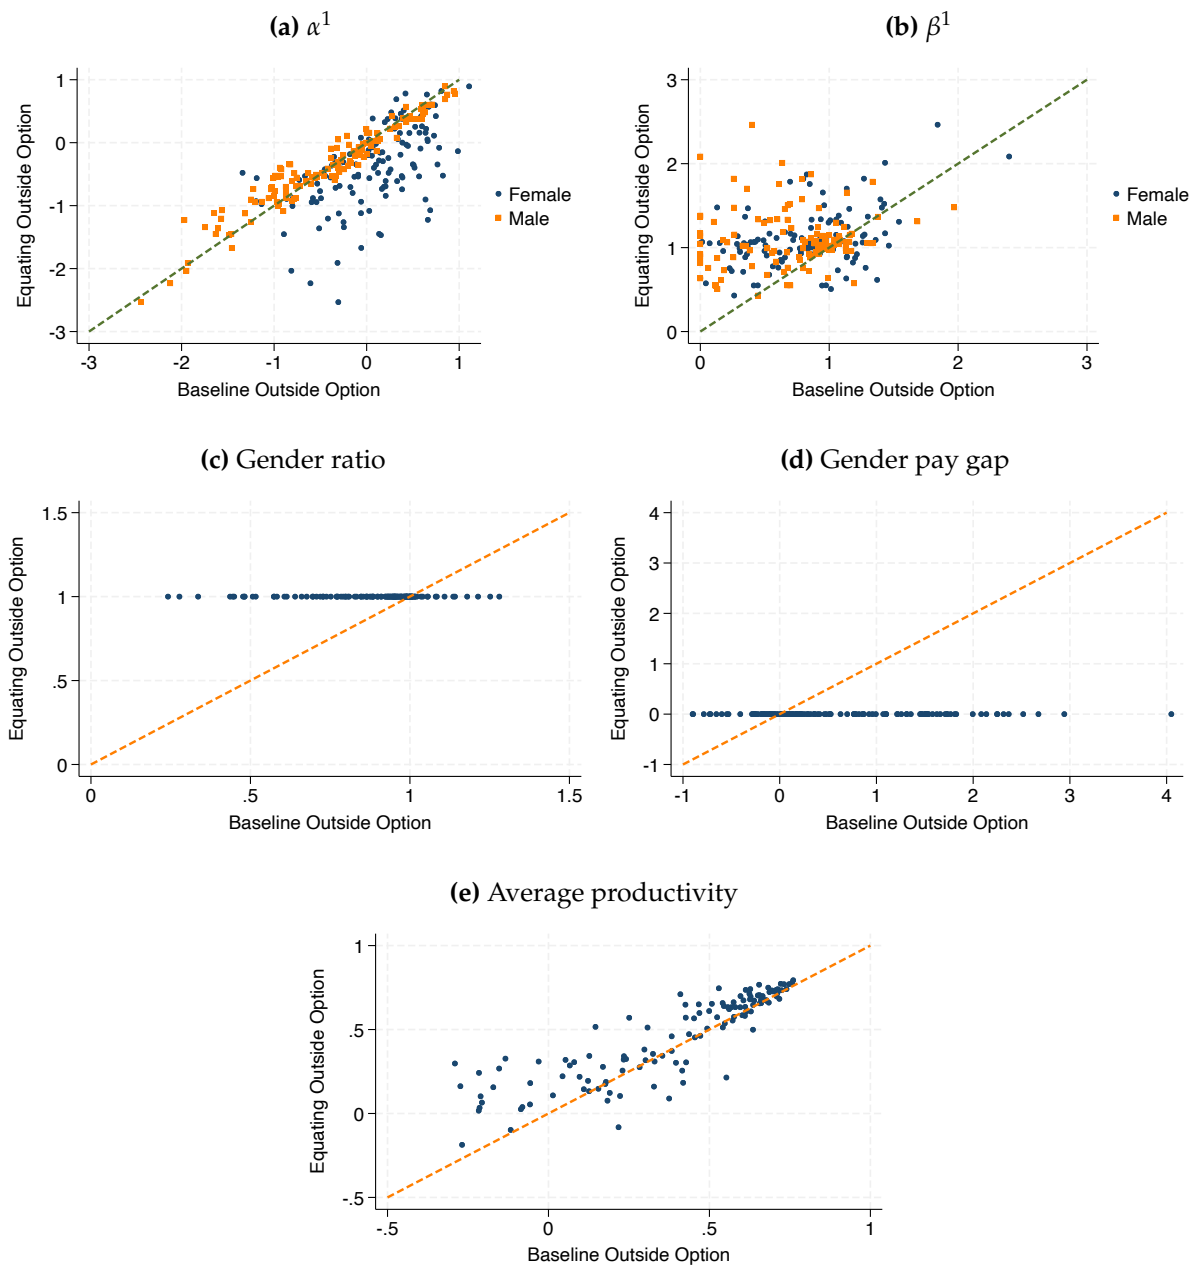 (a) α¹
Equating Outside Option
1
0
-1
-2
-3
-3 -2 -1 0 1
Baseline Outside Option
Female
Male
(b) β¹
Equating Outside Option
3
2
1
0
0 1 2 3
Baseline Outside Option
Female
Male
(c) Gender ratio
Equating Outside Option
1.5
1
.5
0
0 .5 1 1.5
Baseline Outside Option
(d) Gender pay gap
Equating Outside Option
4
3
2
1
0
-1
-1 0 1 2 3 4
Baseline Outside Option
(e) Average productivity
Equating Outside Option
1
.5
0
-.5
-.5 0 .5 1
Baseline Outside Option